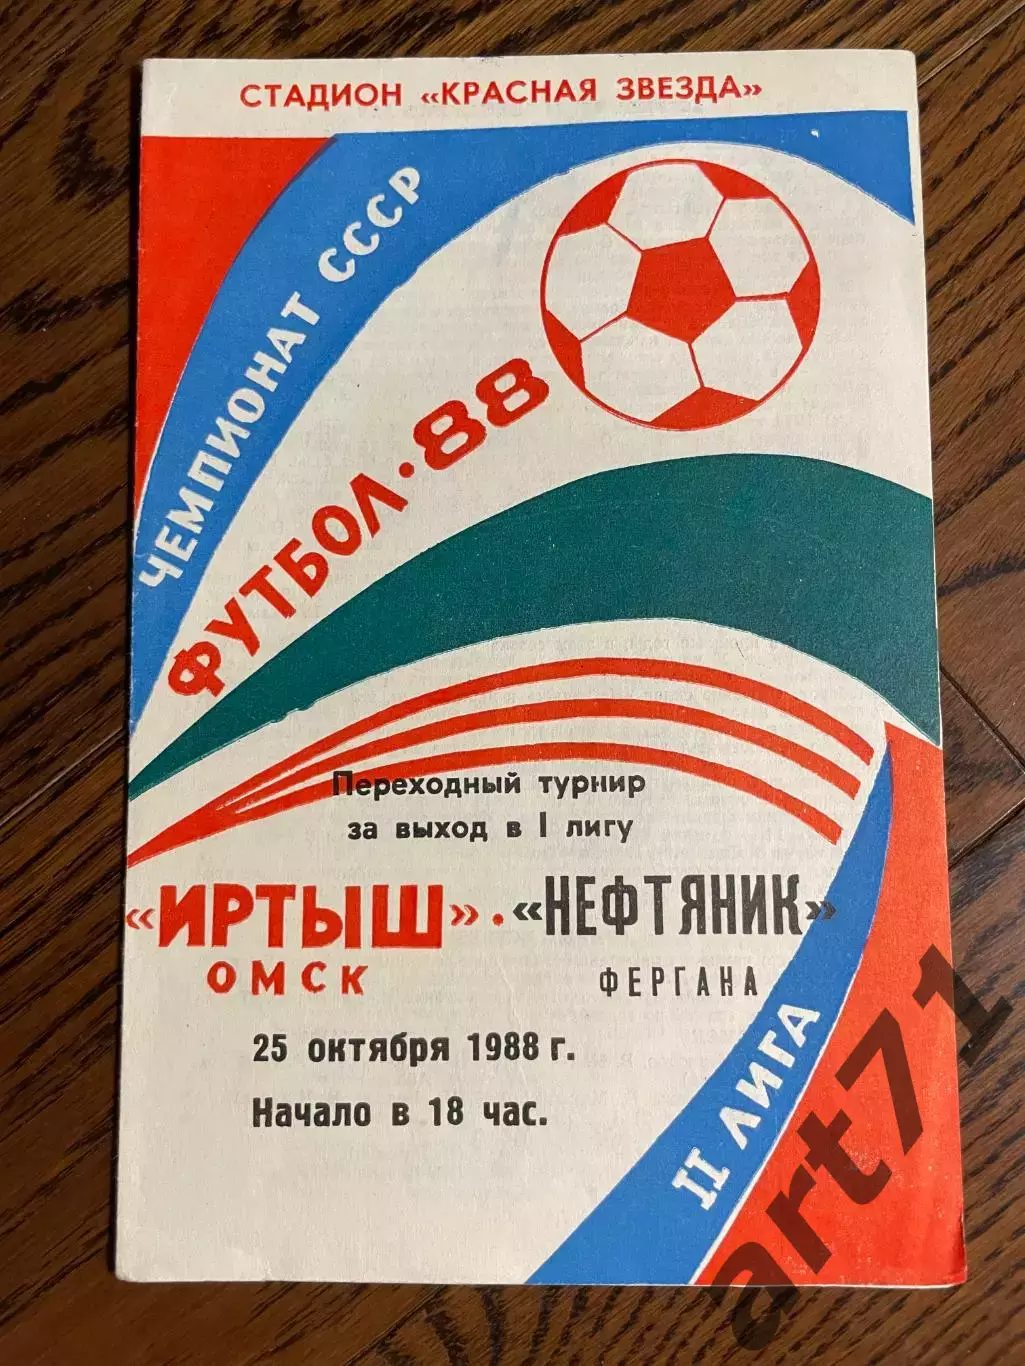 СТАДИОН «КРАСНАЯ ЗВЕЗДА»
ЧЕМПИОНАТ СССР
ФУТБОЛ·88
Переходный турнир
за выход в I лигу
«ИРТЫШ»·«НЕФТЯНИК»
ОМСК ФЕРГАНА
25 октября 1988 г.
Начало в 18 час.
II ЛИГА
art71